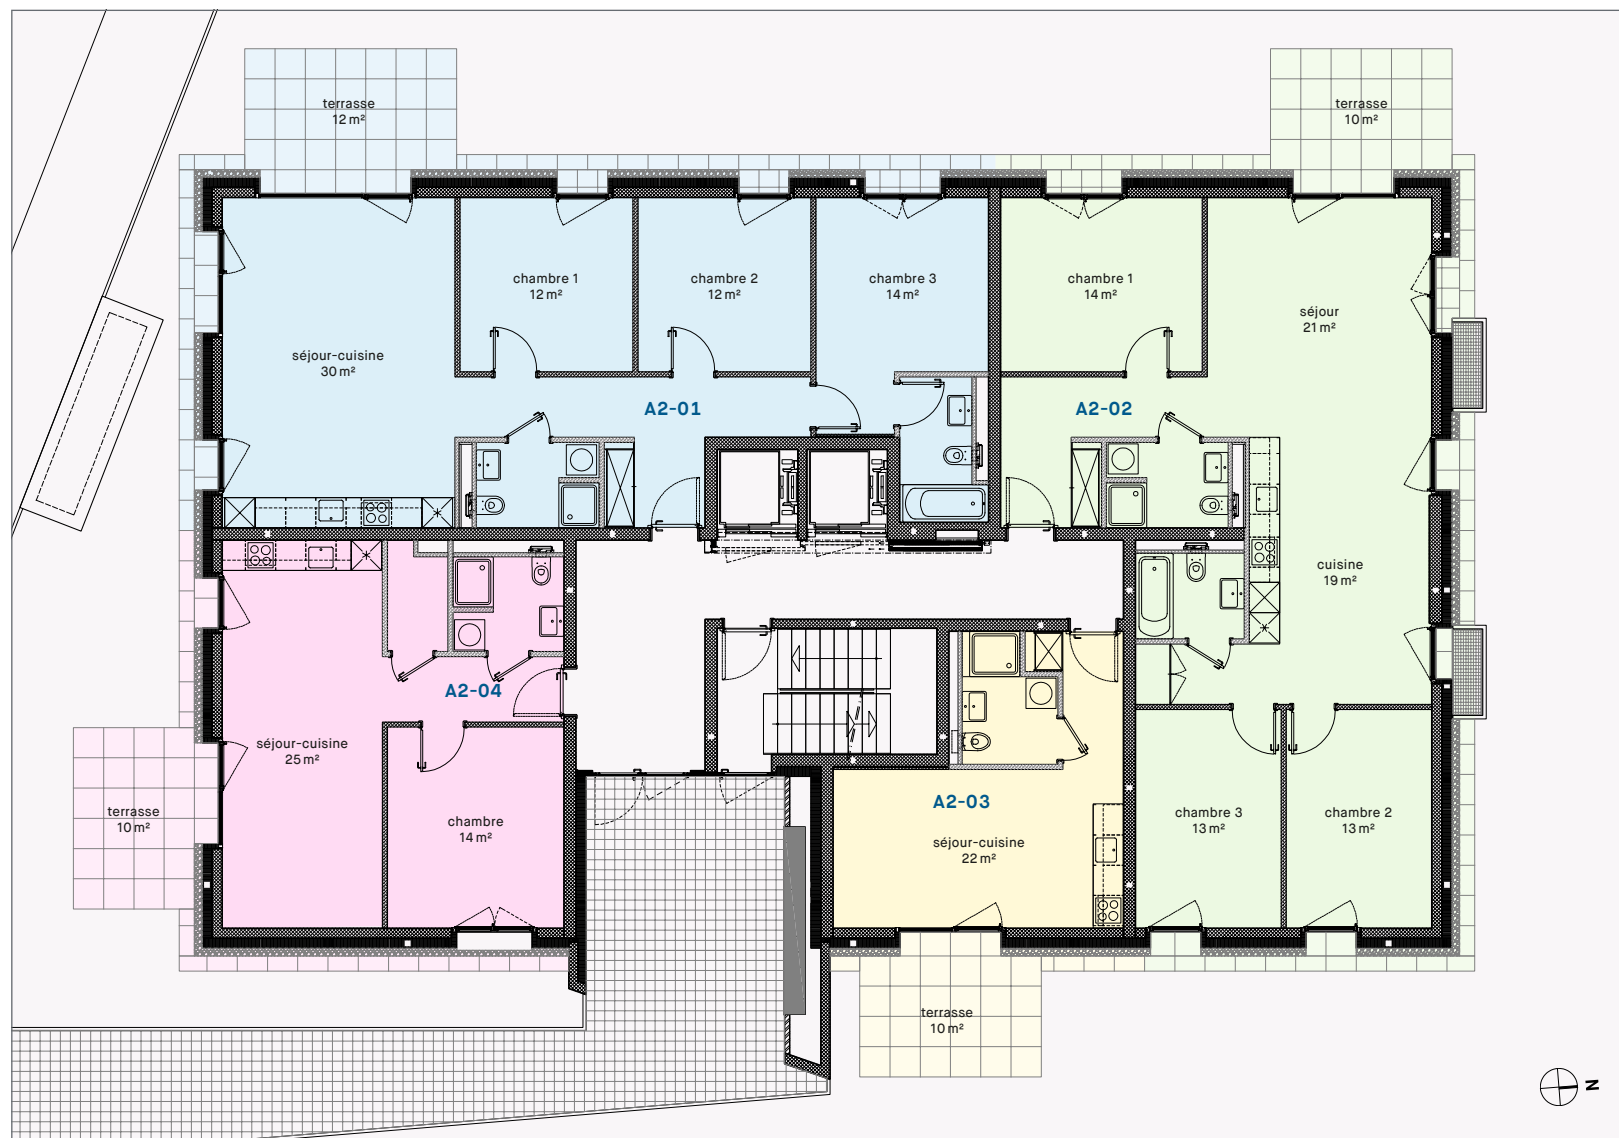 terrasse
12 m²
terrasse
10 m²
chambre 1
12 m²
chambre 2
12 m²
chambre 3
14 m²
chambre 1
14 m²
séjour
21 m²
séjour-cuisine
30 m²
A2-01
A2-02
cuisine
19 m²
A2-04
séjour-cuisine
25 m²
terrasse
10 m²
chambre
14 m²
A2-03
séjour-cuisine
22 m²
chambre 3
13 m²
chambre 2
13 m²
terrasse
10 m²
N